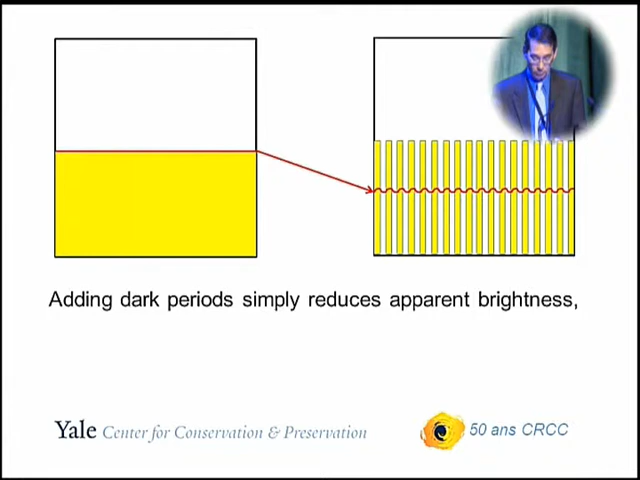 Adding dark periods simply reduces apparent brightness,
Yale Center for Conservation & Preservation
50 ans CRCC